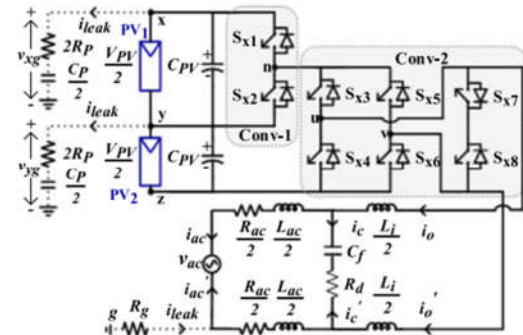 x
+ i_leak PV₁ +
v_xg 2R_P V_PV/2 C_PV S_x1
C_P/2 n
- S_x2 Conv-2
i_leak y S_x3 S_x5 S_x7
+ Conv-1 u
v_yg 2R_P V_PV/2 C_PV + v
C_P/2 S_x4 S_x6 S_x8
- PV₂ z
i_ac R_ac/2 L_ac/2 i_c L_i/2 i_o
v_ac C_f
i_ac' R_ac/2 L_ac/2 R_d L_i/2
g R_g i_leak i_c' i_o'